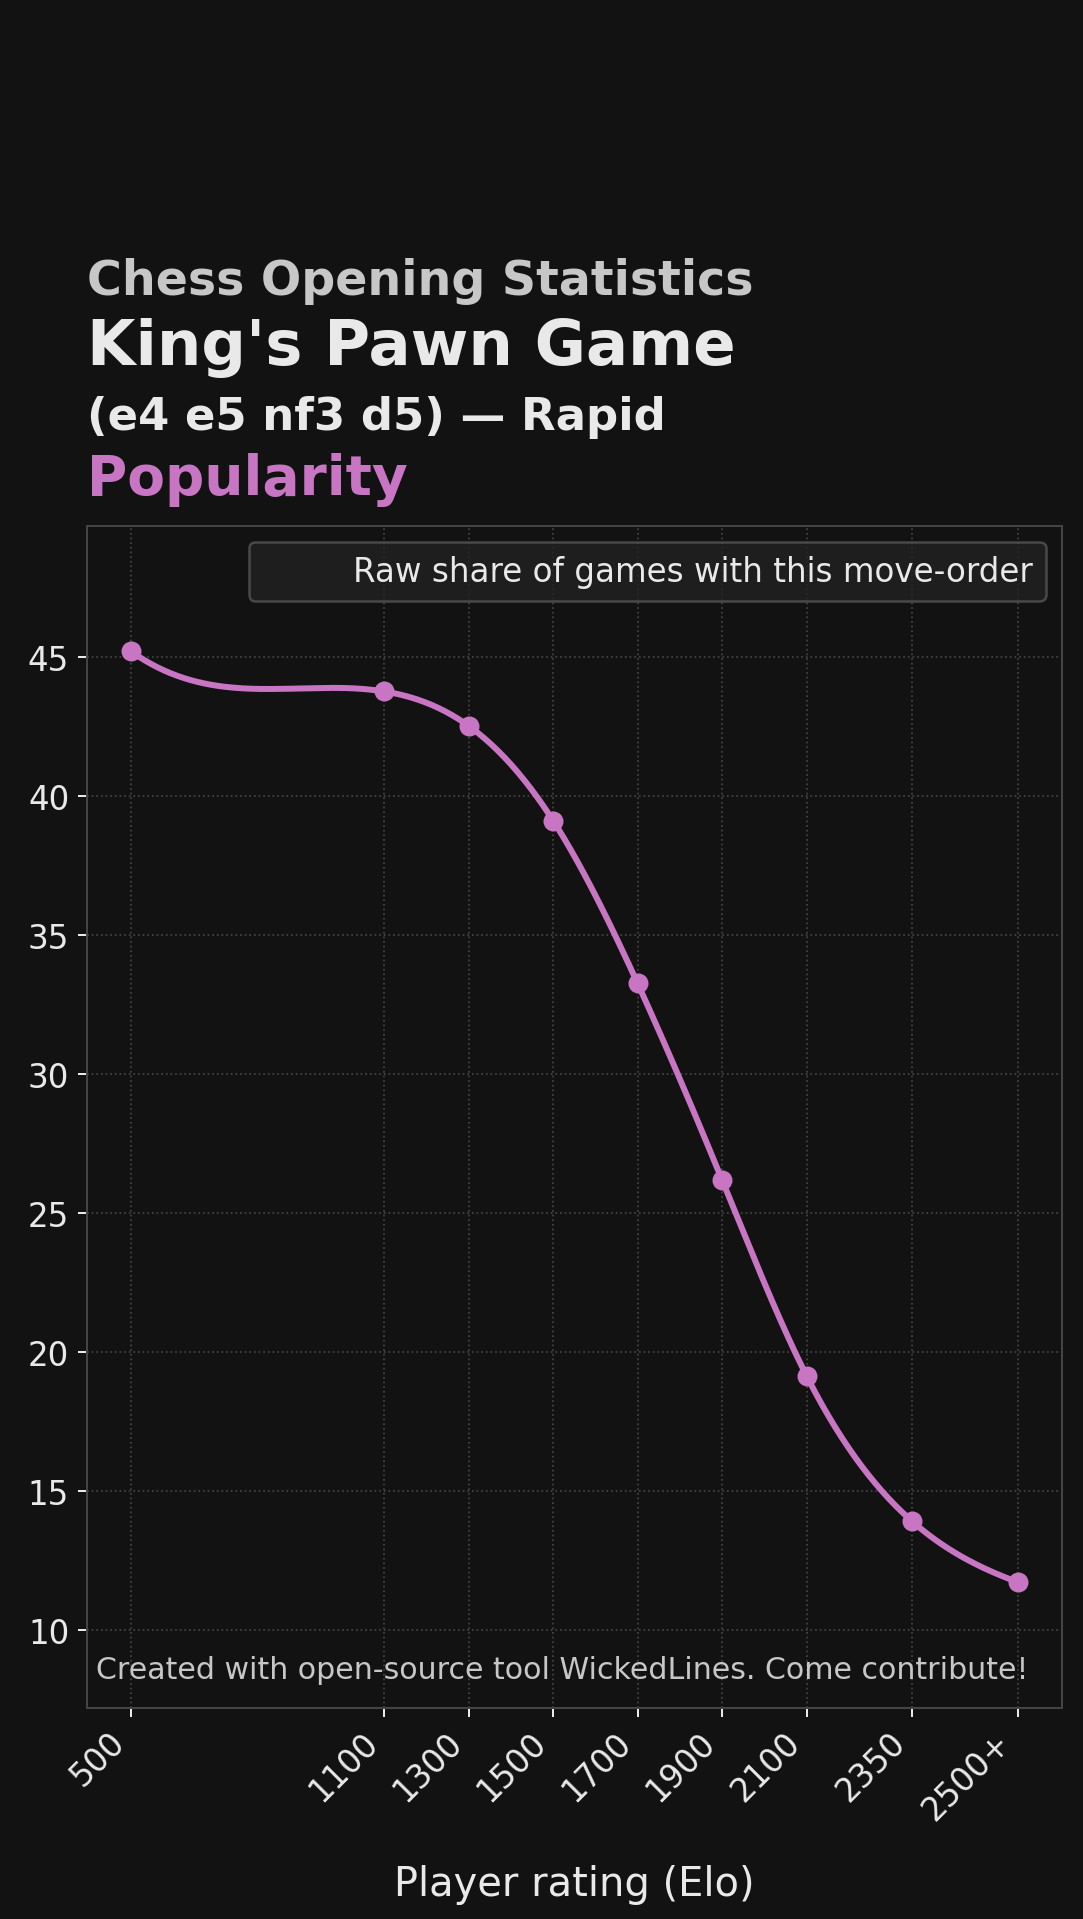 Chess Opening Statistics
King's Pawn Game
(e4 e5 nf3 d5) — Rapid
Popularity
Raw share of games with this move-order
45
40
35
30
25
20
15
10
Created with open-source tool WickedLines. Come contribute!
500
1100
1300
1500
1700
1900
2100
2350
2500+
Player rating (Elo)